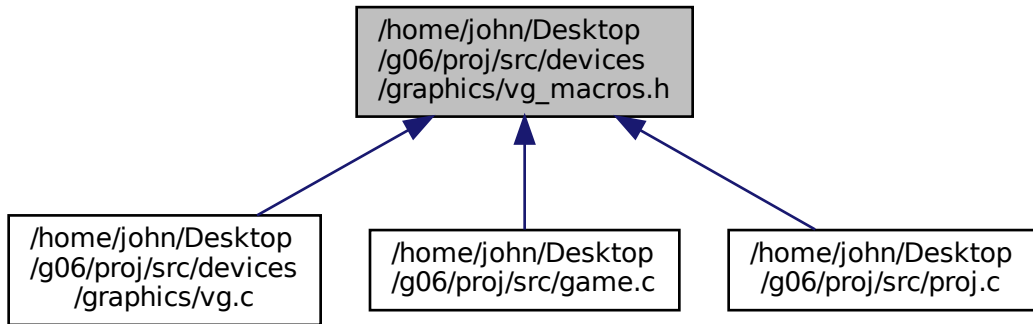 /home/john/Desktop
/g06/proj/src/devices
/graphics/vg_macros.h
/home/john/Desktop
/g06/proj/src/devices
/graphics/vg.c
/home/john/Desktop
/g06/proj/src/game.c
/home/john/Desktop
/g06/proj/src/proj.c